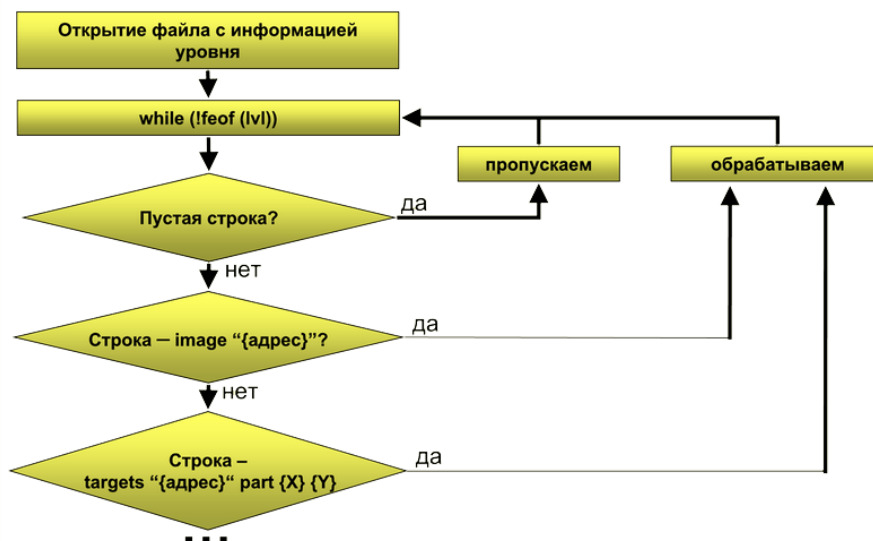 Открытие файла с информацией
уровня
while (!feof (lvl))
пропускаем
обрабатываем
Пустая строка?
да
нет
Строка – image “{адрес}”?
да
нет
Строка –
targets “{адрес}“ part {X} {Y}
да
...